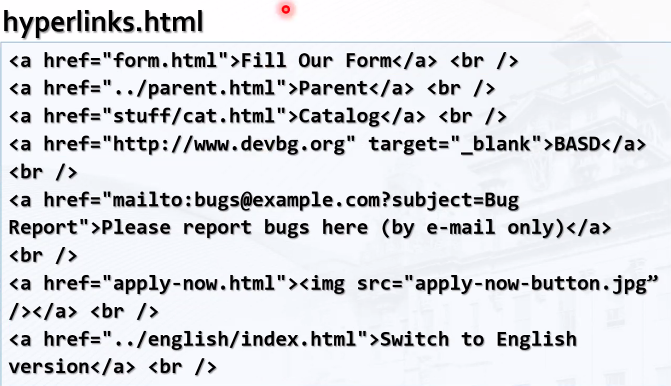 hyperlinks.html
<a href="form.html">Fill Our Form</a> <br />
<a href="../parent.html">Parent</a> <br />
<a href="stuff/cat.html">Catalog</a> <br />
<a href="http://www.devbg.org" target="_blank">BASD</a>
<br />
<a href="mailto:bugs@example.com?subject=Bug
Report">Please report bugs here (by e-mail only)</a>
<br />
<a href="apply-now.html"><img src="apply-now-button.jpg”
/></a> <br />
<a href="../english/index.html">Switch to English
version</a> <br />